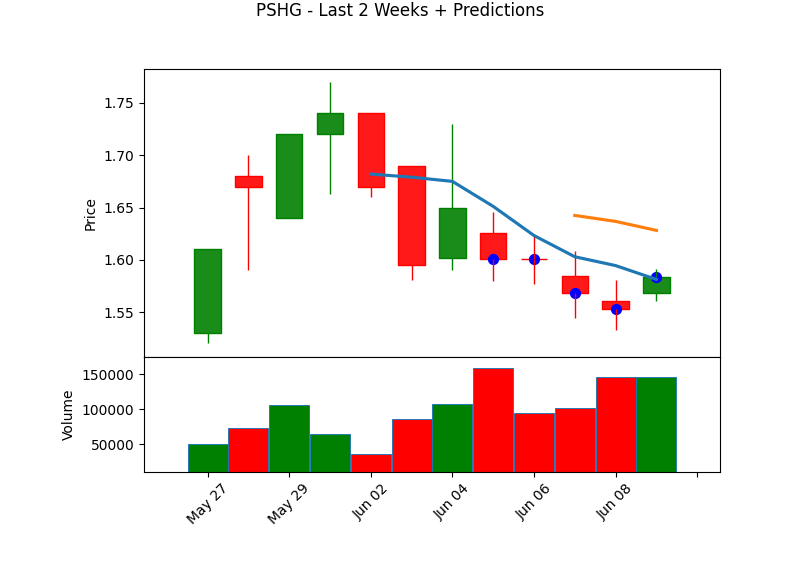 PSHG - Last 2 Weeks + Predictions
1.75
1.70
1.65
1.60
1.55
Price
150000
100000
50000
Volume
May 27
May 29
Jun 02
Jun 04
Jun 06
Jun 08